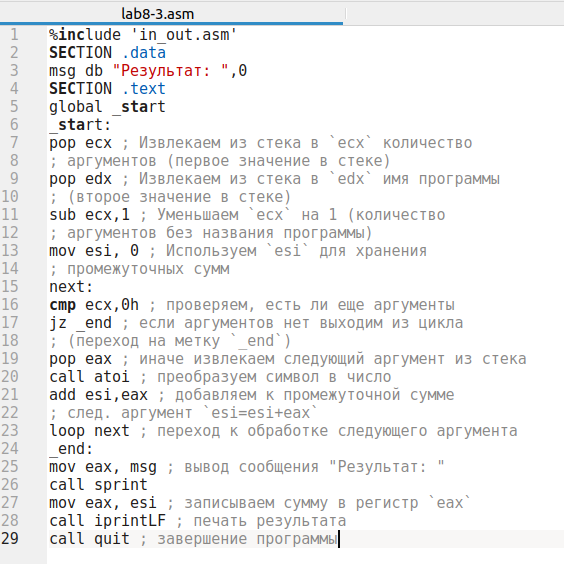 lab8-3.asm
1 %include 'in_out.asm'
2 SECTION .data
3 msg db "Результат: ",0
4 SECTION .text
5 global _start
6 _start:
7 pop ecx ; Извлекаем из стека в `ecx` количество
8 ; аргументов (первое значение в стеке)
9 pop edx ; Извлекаем из стека в `edx` имя программы
10 ; (второе значение в стеке)
11 sub ecx,1 ; Уменьшаем `ecx` на 1 (количество
12 ; аргументов без названия программы)
13 mov esi, 0 ; Используем `esi` для хранения
14 ; промежуточных сумм
15 next:
16 cmp ecx,0h ; проверяем, есть ли еще аргументы
17 jz _end ; если аргументов нет выходим из цикла
18 ; (переход на метку `_end`)
19 pop eax ; иначе извлекаем следующий аргумент из стека
20 call atoi ; преобразуем символ в число
21 add esi,eax ; добавляем к промежуточной сумме
22 ; след. аргумент `esi=esi+eax`
23 loop next ; переход к обработке следующего аргумента
24 _end:
25 mov eax, msg ; вывод сообщения "Результат: "
26 call sprint
27 mov eax, esi ; записываем сумму в регистр `eax`
28 call iprintLF ; печать результата
29 call quit ; завершение программы